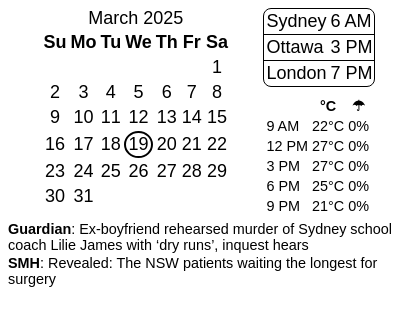 March 2025
Su Mo Tu We Th Fr Sa
1
2 3 4 5 6 7 8
9 10 11 12 13 14 15
16 17 18 19 20 21 22
23 24 25 26 27 28 29
30 31
Sydney 6 AM
Ottawa 3 PM
London 7 PM
°C ☂
9 AM 22°C 0%
12 PM 27°C 0%
3 PM 27°C 0%
6 PM 25°C 0%
9 PM 21°C 0%
Guardian: Ex-boyfriend rehearsed murder of Sydney school
coach Lilie James with ‘dry runs’, inquest hears
SMH: Revealed: The NSW patients waiting the longest for
surgery